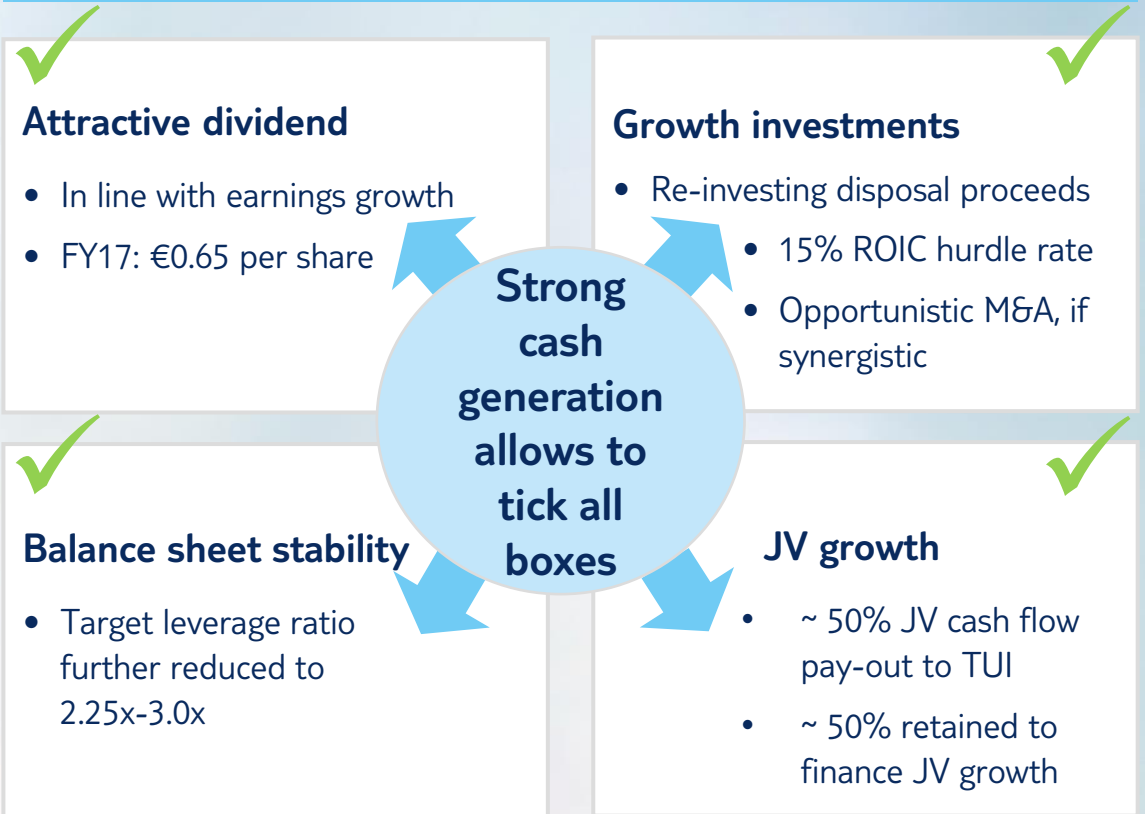 Attractive dividend
• In line with earnings growth
• FY17: €0.65 per share
Growth investments
• Re-investing disposal proceeds
• 15% ROIC hurdle rate
• Opportunistic M&A, if
synergistic
Strong
cash
generation
allows to
tick all
boxes
Balance sheet stability
• Target leverage ratio
further reduced to
2.25x-3.0x
JV growth
• ~ 50% JV cash flow
pay-out to TUI
• ~ 50% retained to
finance JV growth